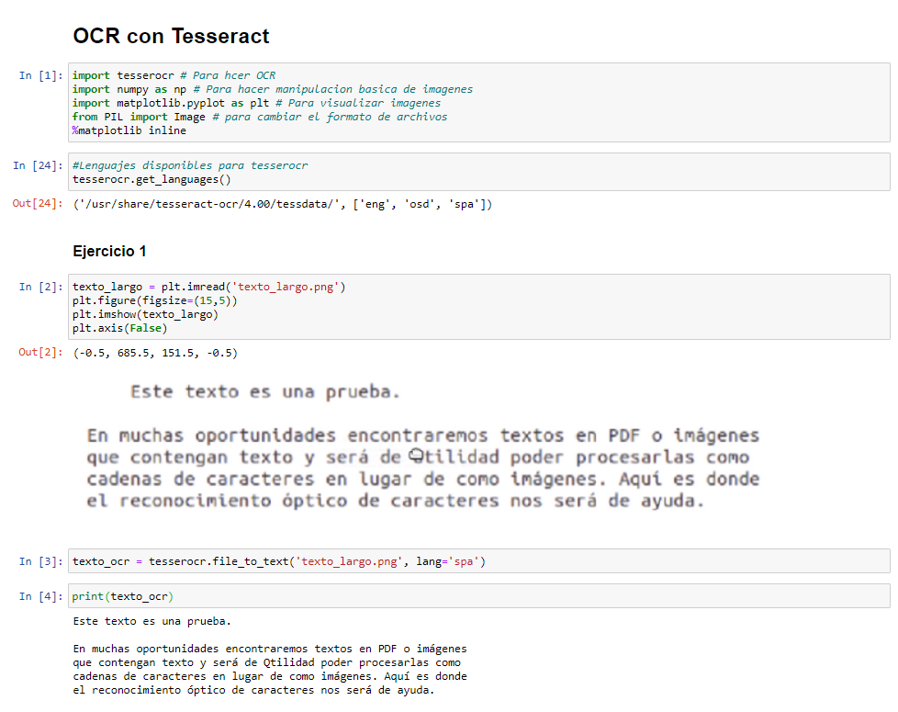 OCR con Tesseract
In [1]: import tesserocr # Para hcer OCR
import numpy as np # Para hacer manipulacion basica de imagenes
import matplotlib.pyplot as plt # Para visualizar imagenes
from PIL import Image # para cambiar el formato de archivos
%matplotlib inline
In [24]: #Lenguajes disponibles para tesserocr
tesserocr.get_languages()
Out[24]: ('/usr/share/tesseract-ocr/4.00/tessdata/', ['eng', 'osd', 'spa'])
Ejercicio 1
In [2]: texto_largo = plt.imread('texto_largo.png')
plt.figure(figsize=(15,5))
plt.imshow(texto_largo)
plt.axis(False)
Out[2]: (-0.5, 685.5, 151.5, -0.5)
Este texto es una prueba.
En muchas oportunidades encontraremos textos en PDF o imágenes
que contengan texto y será de Qtilidad poder procesarlas como
cadenas de caracteres en lugar de como imágenes. Aquí es donde
el reconocimiento óptico de caracteres nos será de ayuda.
In [3]: texto_ocr = tesserocr.file_to_text('texto_largo.png', lang='spa')
In [4]: print(texto_ocr)
Este texto es una prueba.
En muchas oportunidades encontraremos textos en PDF o imágenes
que contengan texto y será de Qtilidad poder procesarlas como
cadenas de caracteres en lugar de como imágenes. Aquí es donde
el reconocimiento óptico de caracteres nos será de ayuda.